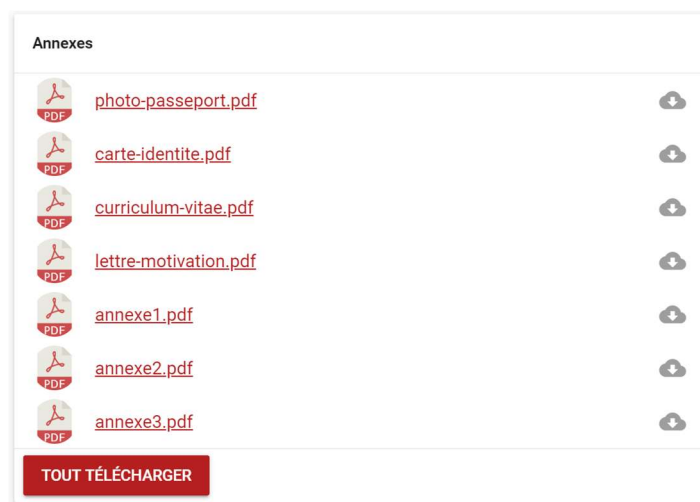 Annexes
PDF photo-passeport.pdf
PDF carte-identite.pdf
PDF curriculum-vitae.pdf
PDF lettre-motivation.pdf
PDF annexe1.pdf
PDF annexe2.pdf
PDF annexe3.pdf
TOUT TÉLÉCHARGER